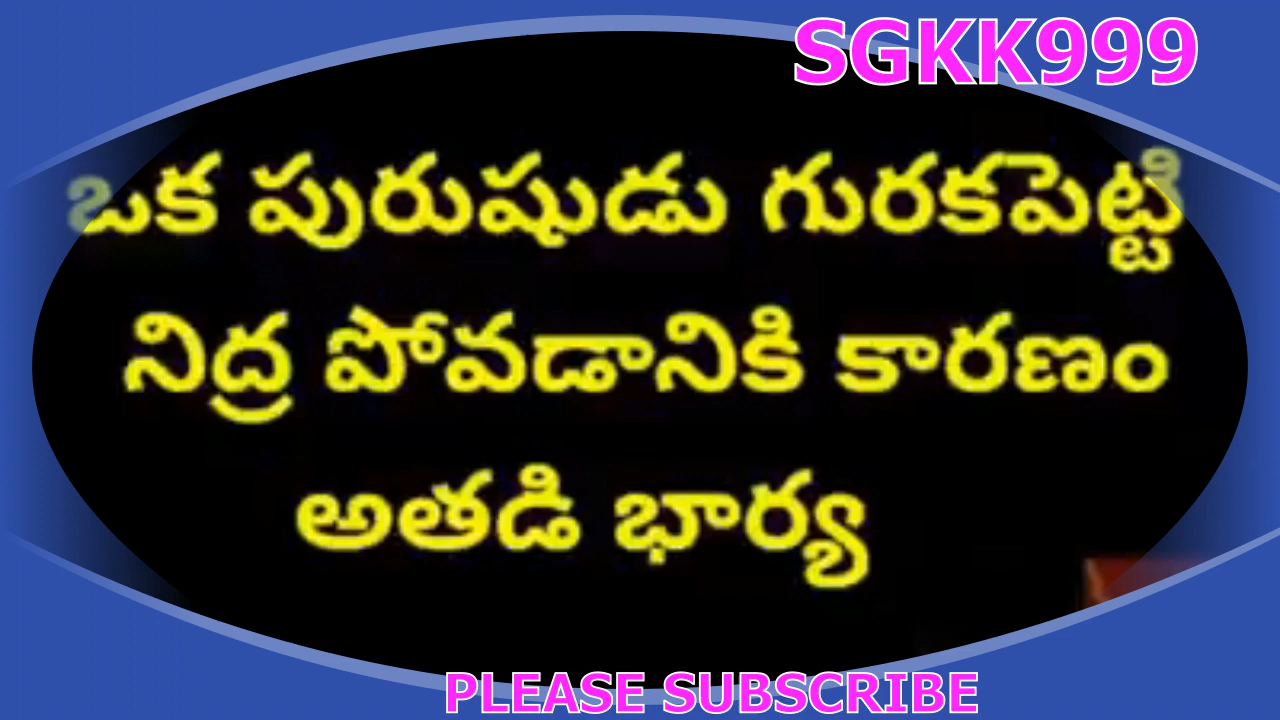 SGKK999
ఒక పురుషుడు గురకపెట్టి
నిద్ర పోవడానికి కారణం
అతడి భార్య
PLEASE SUBSCRIBE